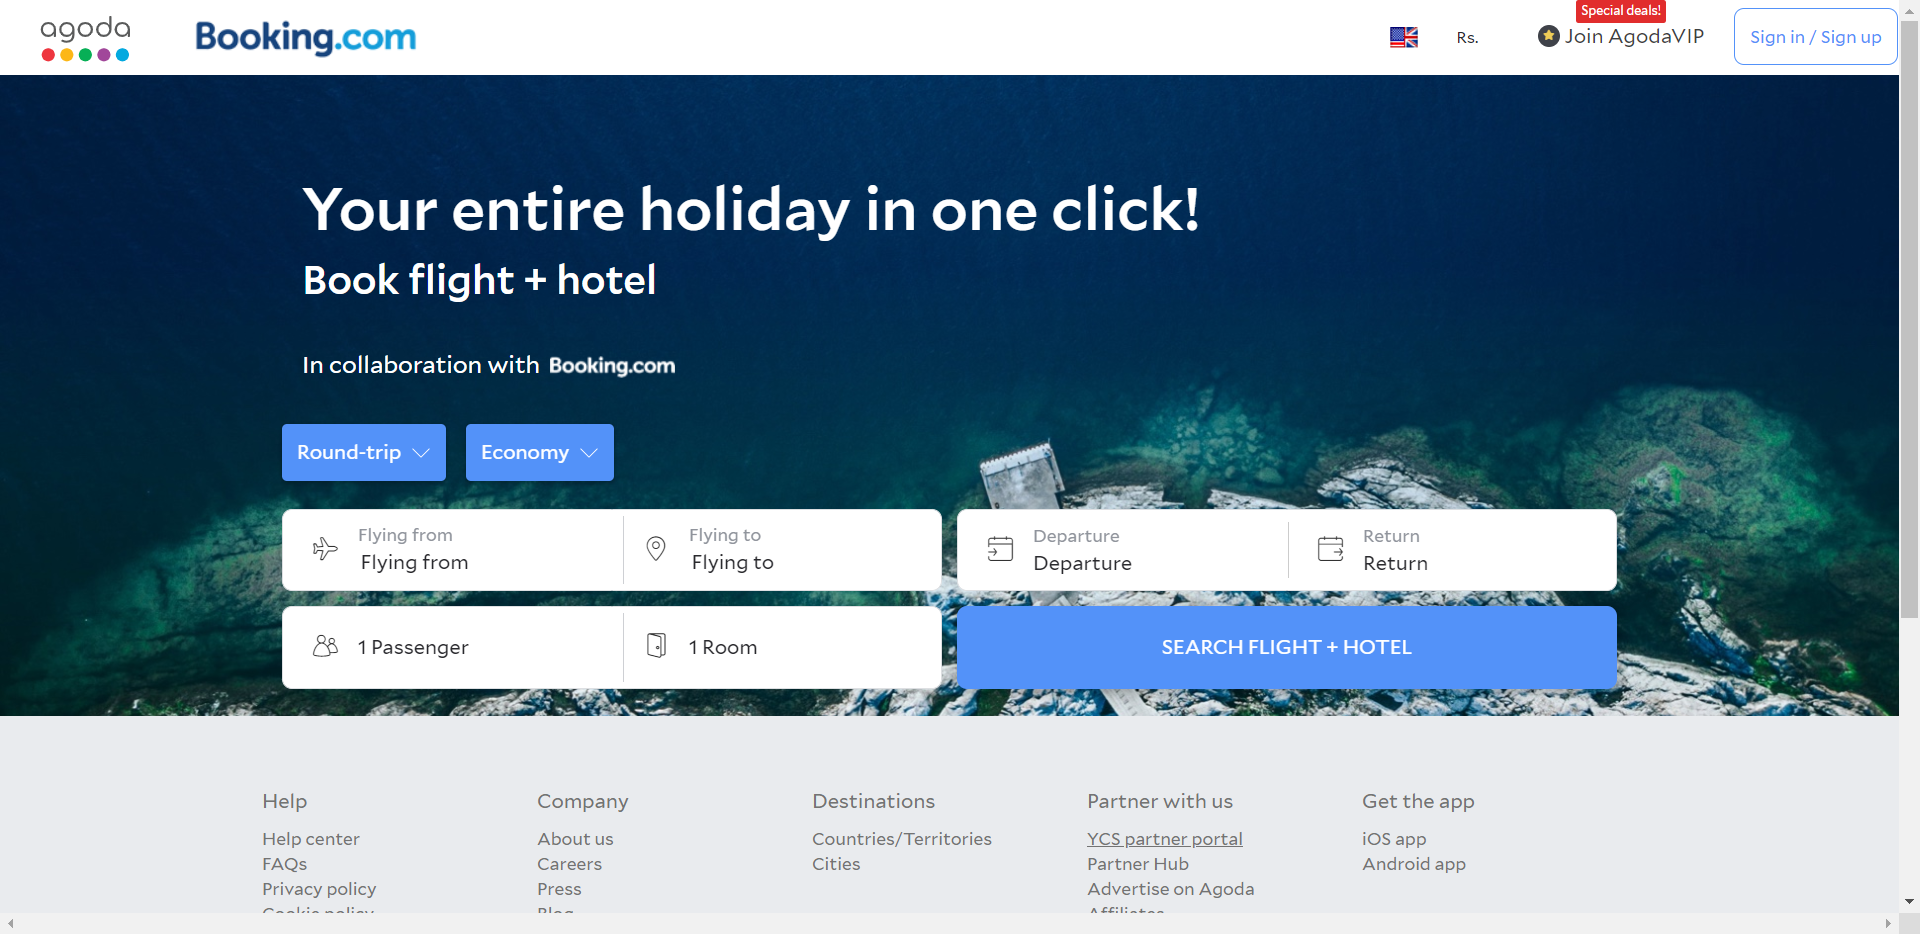 agoda
Booking.com
Rs.
Special deals!
Join AgodaVIP
Sign in / Sign up
Your entire holiday in one click!
Book flight + hotel
In collaboration with Booking.com
Round-trip
Economy
Flying from
Flying from
Flying to
Flying to
Departure
Departure
Return
Return
1 Passenger
1 Room
SEARCH FLIGHT + HOTEL
Help
Help center
FAQs
Privacy policy
Cookie policy
Company
About us
Careers
Press
Blog
Destinations
Countries/Territories
Cities
Partner with us
YCS partner portal
Partner Hub
Advertise on Agoda
Affiliates
Get the app
iOS app
Android app